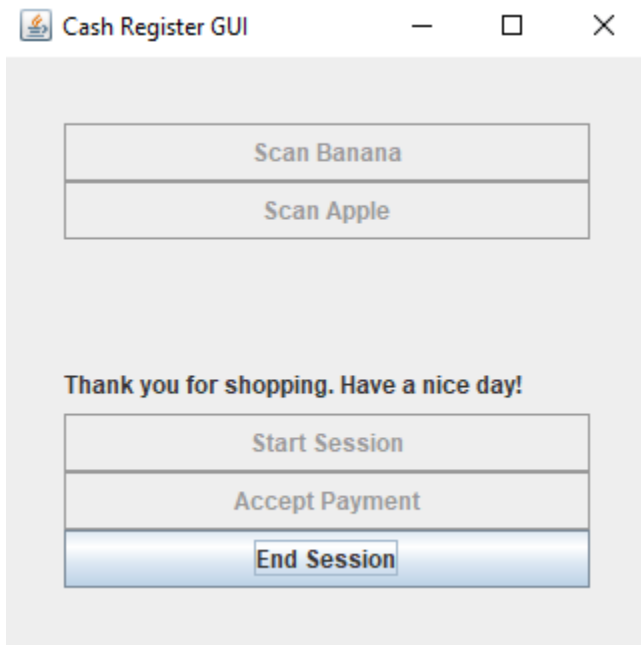 Cash Register GUI
Scan Banana
Scan Apple
Thank you for shopping. Have a nice day!
Start Session
Accept Payment
End Session